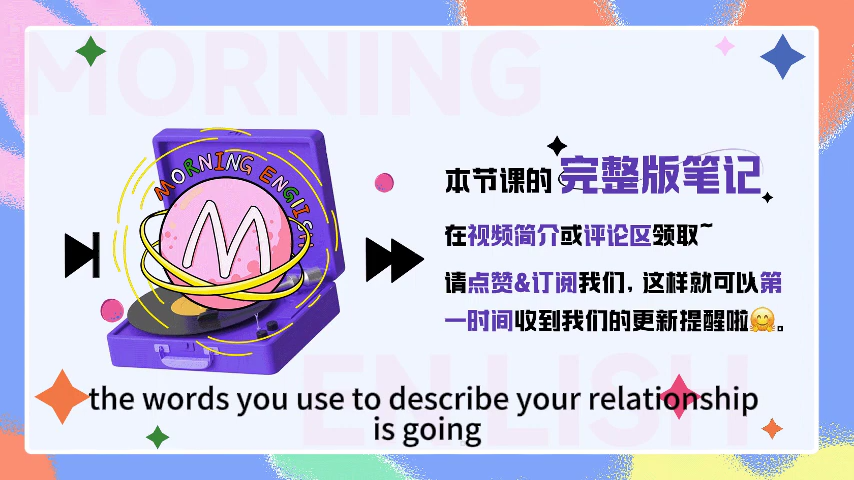 MORNING
MORNING ENGLISH
M
本节课的 完整版笔记
在视频简介或评论区领取~
请点赞&订阅我们,这样就可以第
一时间收到我们的更新提醒啦🤗。
the words you use to describe your relationship
is going